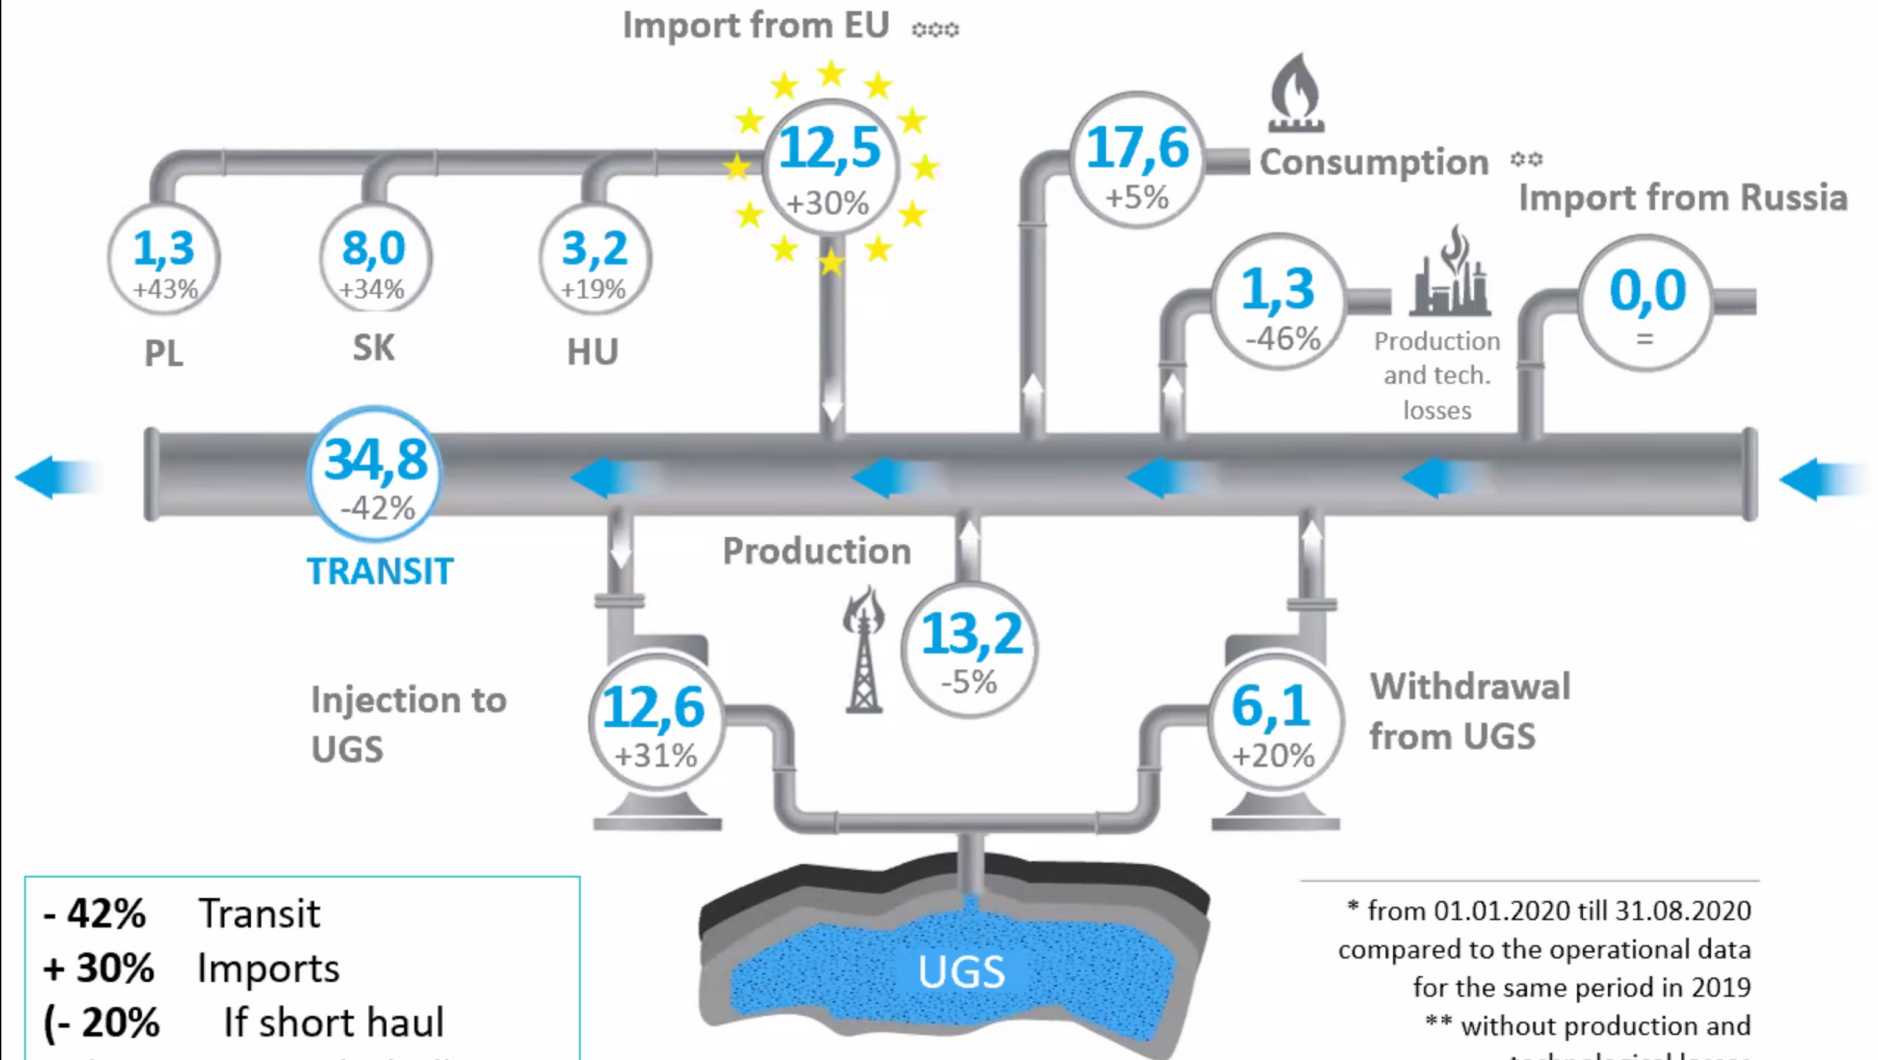 Import from EU ***
12,5
+30%
17,6
+5%
Consumption **
Import from Russia
1,3
+43%
PL
8,0
+34%
SK
3,2
+19%
HU
1,3
-46%
Production
and tech.
losses
0,0
=
34,8
-42%
TRANSIT
Production
13,2
-5%
Injection to
UGS
12,6
+31%
6,1
+20%
Withdrawal
from UGS
UGS
- 42% Transit
+ 30% Imports
(- 20% If short haul
* from 01.01.2020 till 31.08.2020
compared to the operational data
for the same period in 2019
** without production and
technological losses